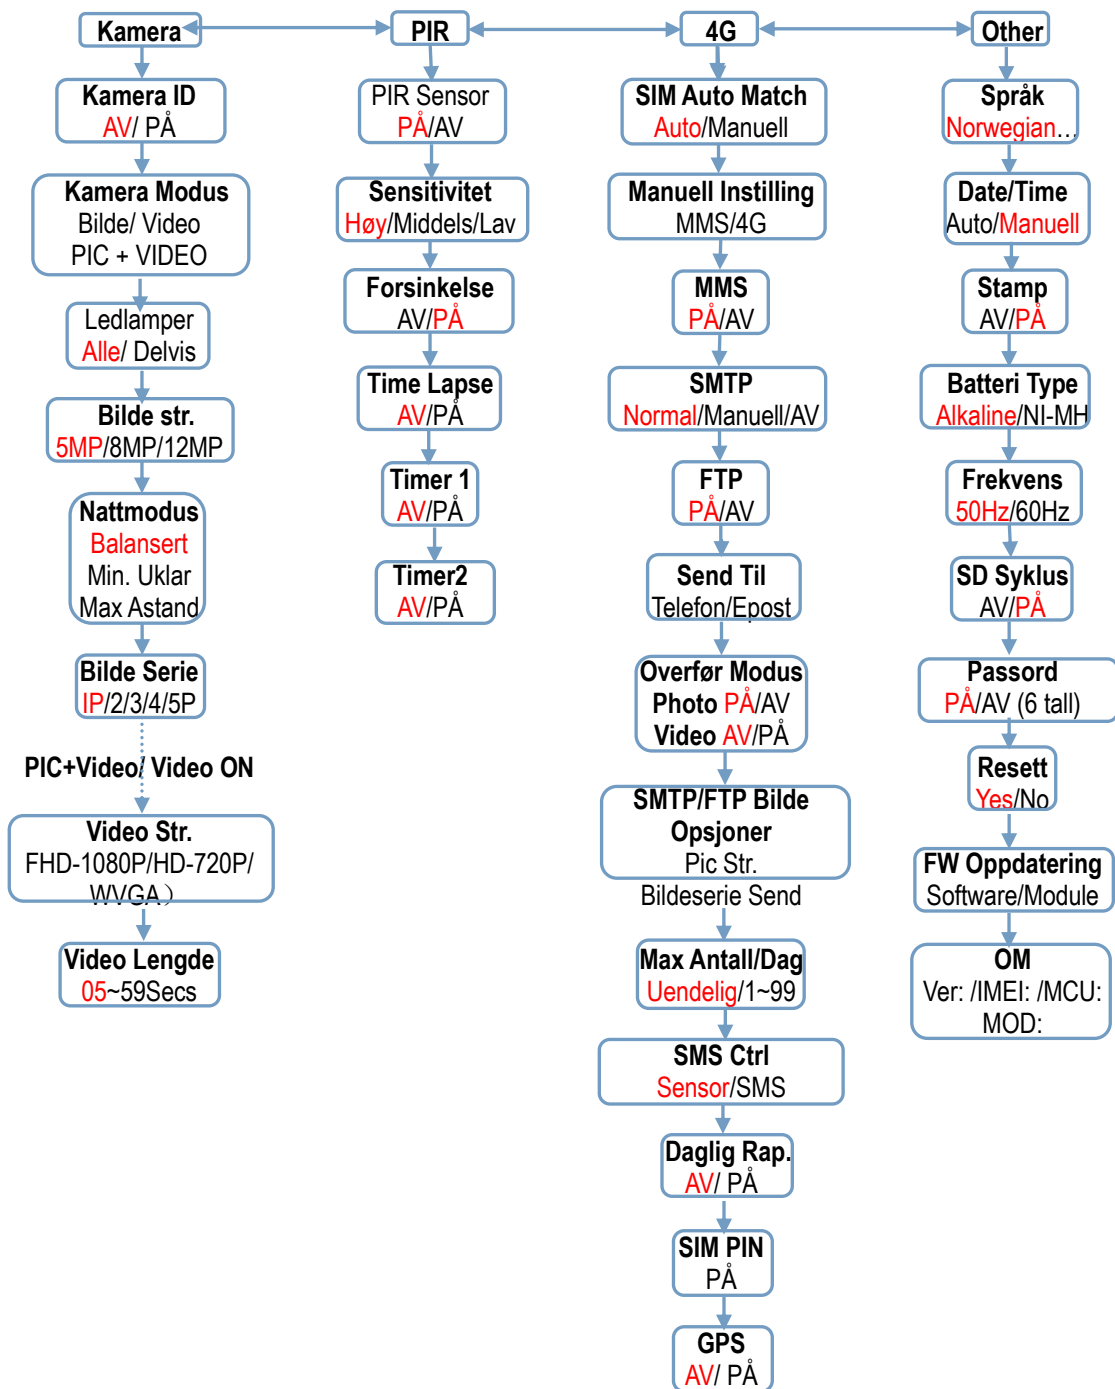 Kamera
PIR
4G
Other
Kamera ID
AV/ PÅ
Kamera Modus
Bilde/ Video
PIC + VIDEO
Ledlamper
Alle/ Delvis
Bilde str.
5MP/8MP/12MP
Nattmodus
Balansert
Min. Uklar
Max Astand
Bilde Serie
IP/2/3/4/5P
PIC+Video/ Video ON
Video Str.
FHD-1080P/HD-720P/
WVGA）
Video Lengde
05~59Secs
PIR Sensor
PÅ/AV
Sensitivitet
Høy/Middels/Lav
Forsinkelse
AV/PÅ
Time Lapse
AV/PÅ
Timer 1
AV/PÅ
Timer2
AV/PÅ
SIM Auto Match
Auto/Manuell
Manuell Instilling
MMS/4G
MMS
PÅ/AV
SMTP
Normal/Manuell/AV
FTP
PÅ/AV
Send Til
Telefon/Epost
Overfør Modus
Photo PÅ/AV
Video AV/PÅ
SMTP/FTP Bilde
Opsjoner
Pic Str.
Bildeserie Send
Max Antall/Dag
Uendelig/1~99
SMS Ctrl
Sensor/SMS
Daglig Rap.
AV/ PÅ
SIM PIN
PÅ
GPS
AV/ PÅ
Språk
Norwegian…
Date/Time
Auto/Manuell
Stamp
AV/PÅ
Batteri Type
Alkaline/NI-MH
Frekvens
50Hz/60Hz
SD Syklus
AV/PÅ
Passord
PÅ/AV (6 tall)
Resett
Yes/No
FW Oppdatering
Software/Module
OM
Ver: /IMEI: /MCU:
MOD: